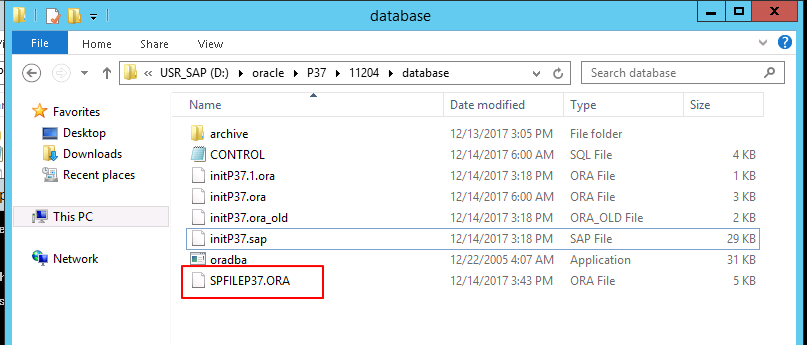 database
File Home Share View
« USR_SAP (D:) oracle P37 11204 database Search database
Name Date modified Type Size
Favorites
Desktop
Downloads
Recent places
This PC
Network
archive 12/13/2017 3:05 PM File folder
CONTROL 12/14/2017 6:00 AM SQL File 4 KB
initP37.1.ora 12/14/2017 3:18 PM ORA File 1 KB
initP37.ora 12/14/2017 6:00 AM ORA File 3 KB
initP37.ora_old 12/14/2017 3:18 PM ORA_OLD File 2 KB
initP37.sap 12/14/2017 3:18 PM SAP File 29 KB
oradba 12/22/2005 4:07 AM Application 31 KB
SPFILEP37.ORA 12/14/2017 3:43 PM ORA File 5 KB